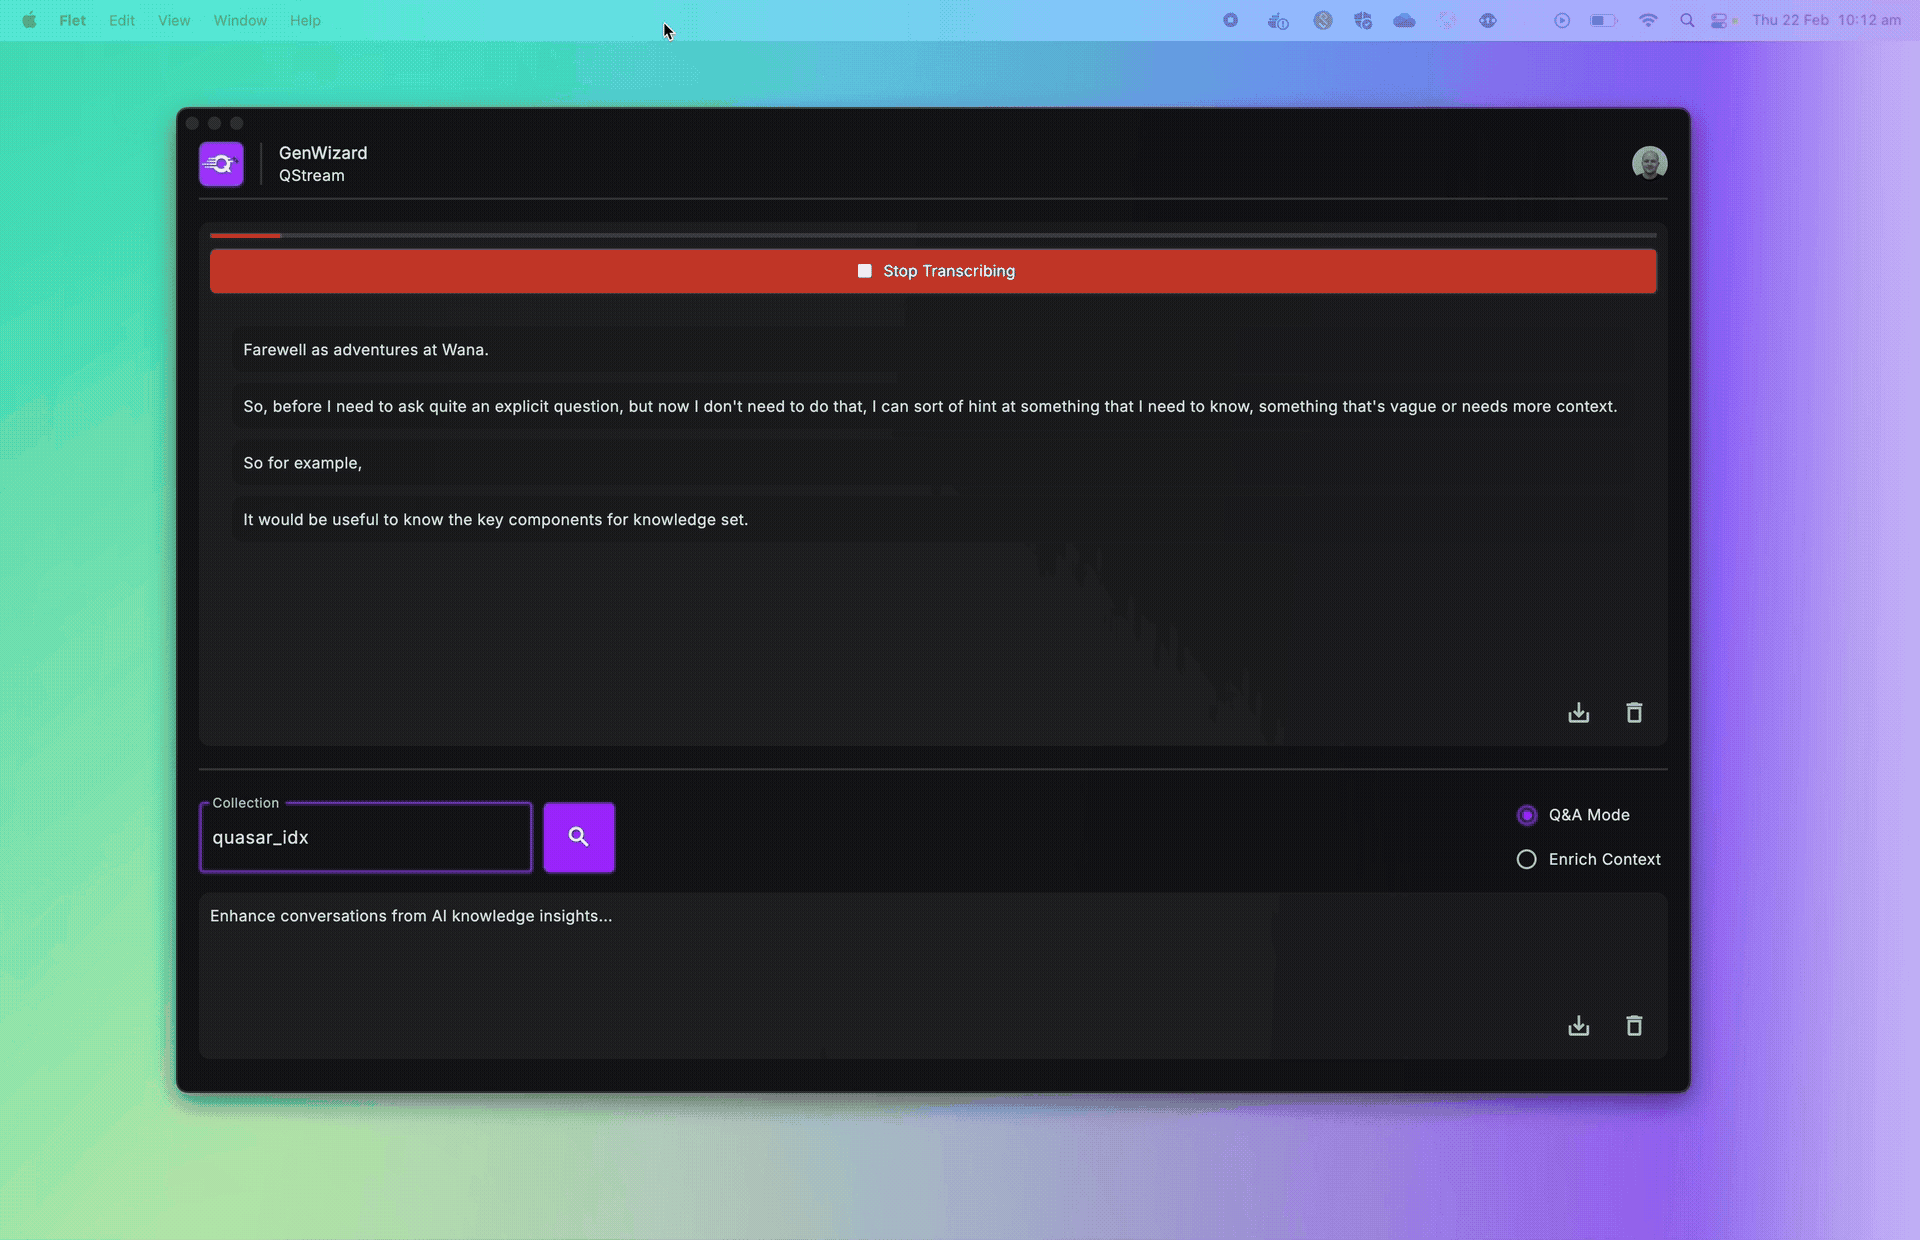 Flet Edit View Window Help Thu 22 Feb 10:12 am
GenWizard
QStream
Stop Transcribing
Farewell as adventures at Wana.
So, before I need to ask quite an explicit question, but now I don't need to do that, I can sort of hint at something that I need to know, something that's vague or needs more context.
So for example,
It would be useful to know the key components for knowledge set.
Collection
quasar_idx
Q&A Mode
Enrich Context
Enhance conversations from AI knowledge insights...